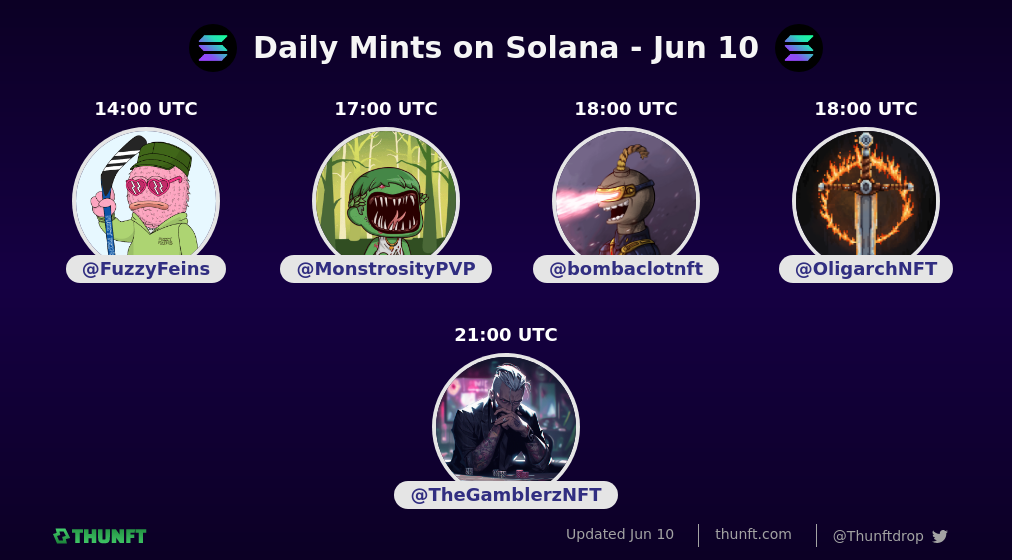 Daily Mints on Solana - Jun 10
14:00 UTC
17:00 UTC
18:00 UTC
18:00 UTC
@FuzzyFeins
@MonstrosityPVP
@bombaclotnft
@OligarchNFT
21:00 UTC
@TheGamblerzNFT
THUNFT
Updated Jun 10
thunft.com
@Thunftdrop